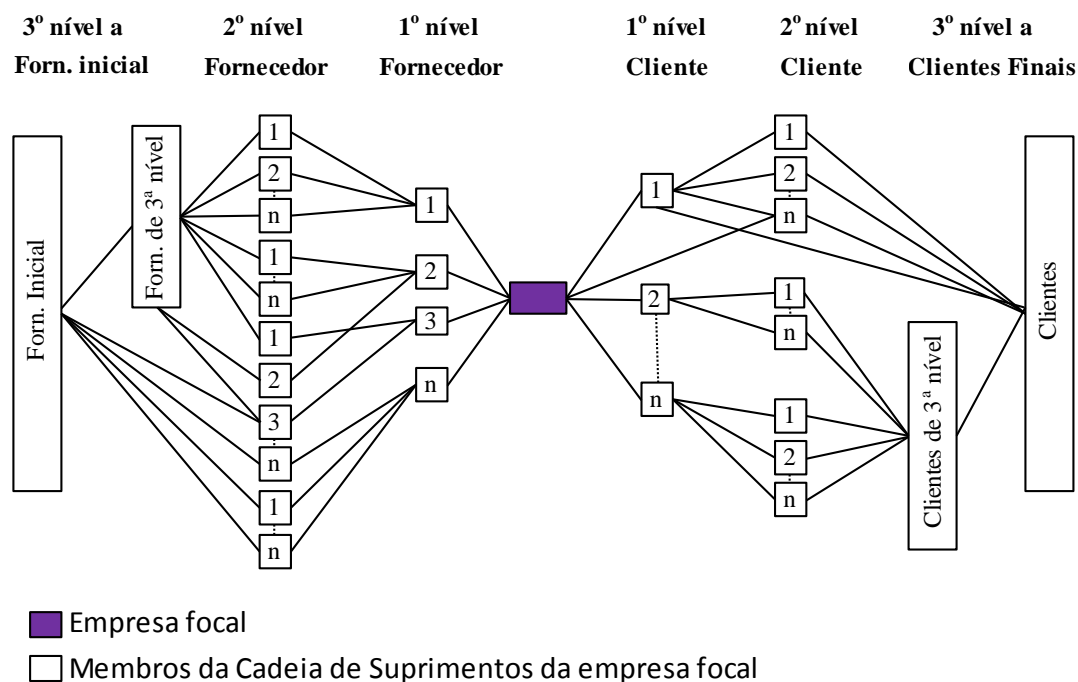 3º nível a
Forn. inicial
2º nível
Fornecedor
1º nível
Fornecedor
1º nível
Cliente
2º nível
Cliente
3º nível a
Clientes Finais
Forn. Inicial
Forn. de 3ª nível
1
2
n
1
n
1
2
3
n
1
n
1
2
3
n
1
2
n
1
2
n
1
n
1
2
n
Clientes de 3ª nível
Clientes
Empresa focal
Membros da Cadeia de Suprimentos da empresa focal